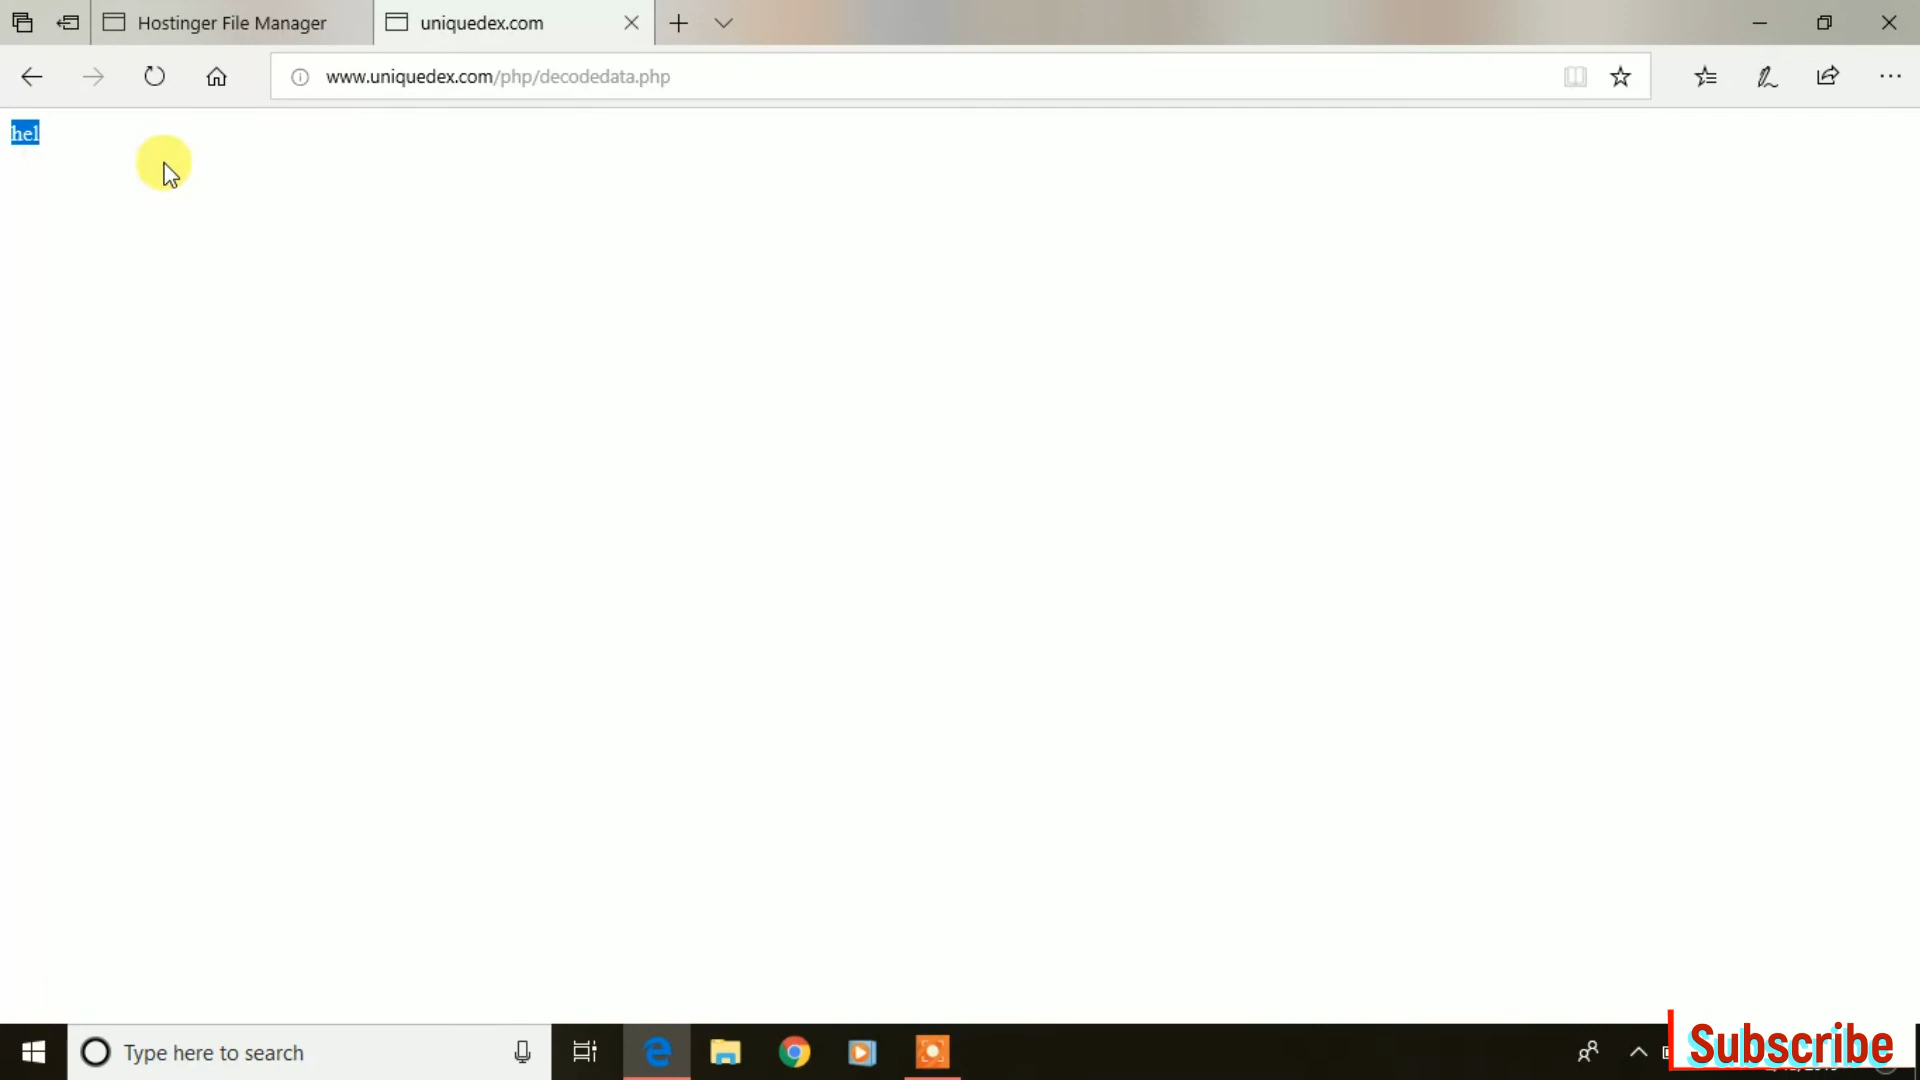 Hostinger File Manager
uniquedex.com
www.uniquedex.com/php/decodedata.php
hel
Type here to search
Subscribe